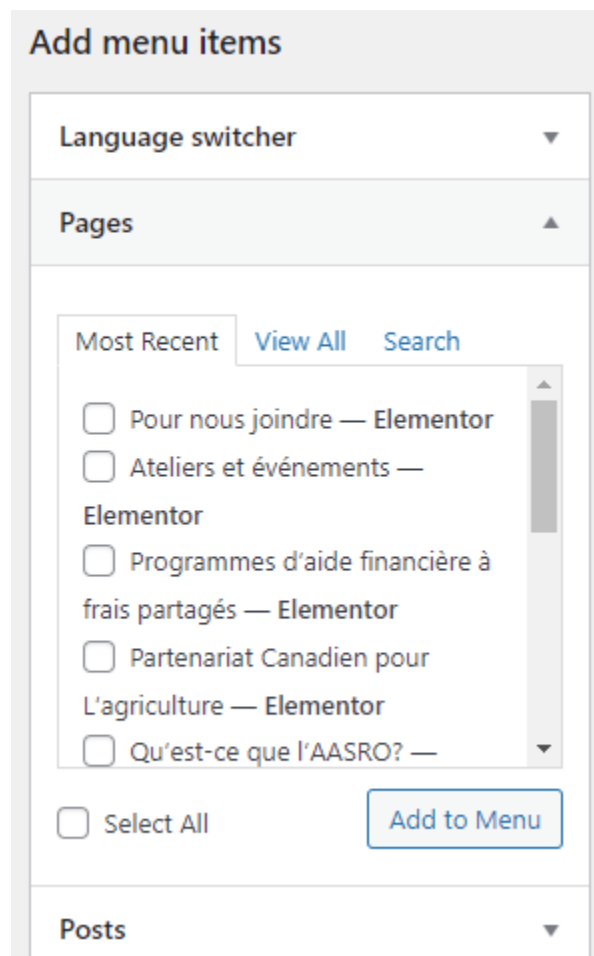 Add menu items
Language switcher
Pages
Most Recent View All Search
Pour nous joindre — Elementor
Ateliers et événements —
Elementor
Programmes d’aide financière à
frais partagés — Elementor
Partenariat Canadien pour
L’agriculture — Elementor
Qu’est-ce que l’AASRO? —
Select All Add to Menu
Posts